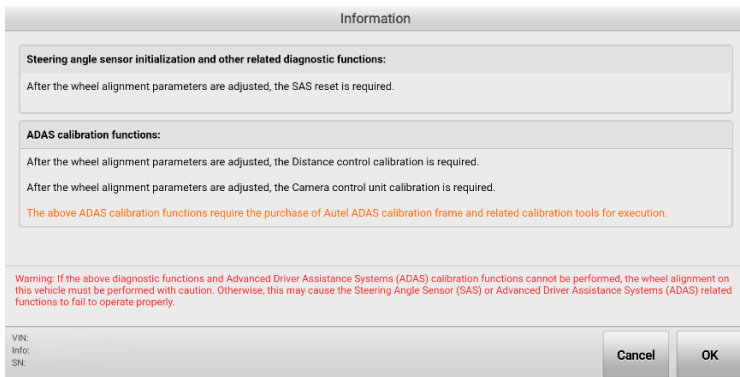 Information
Steering angle sensor initialization and other related diagnostic functions:
After the wheel alignment parameters are adjusted, the SAS reset is required.
ADAS calibration functions:
After the wheel alignment parameters are adjusted, the Distance control calibration is required.
After the wheel alignment parameters are adjusted, the Camera control unit calibration is required.
The above ADAS calibration functions require the purchase of Autel ADAS calibration frame and related calibration tools for execution.
Warning: If the above diagnostic functions and Advanced Driver Assistance Systems (ADAS) calibration functions cannot be performed, the wheel alignment on
this vehicle must be performed with caution. Otherwise, this may cause the Steering Angle Sensor (SAS) or Advanced Driver Assistance Systems (ADAS) related
functions to fail to operate properly.
VIN:
Info:
SN:
Cancel
OK